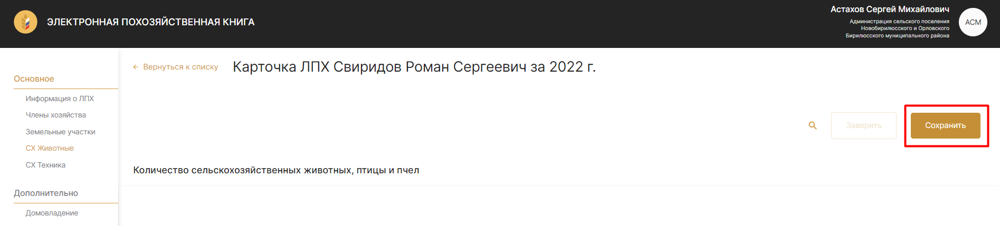 ЭЛЕКТРОННАЯ ПОХОЗЯЙСТВЕННАЯ КНИГА
Астахов Сергей Михайлович
Администрация сельского поселения
Новобирилюсского и Орловского
Бирилюсского муниципального района
АСМ
Основное
Информация о ЛПХ
Члены хозяйства
Земельные участки
СХ Животные
СХ Техника
Дополнительно
Домовладение
← Вернуться к списку
Карточка ЛПХ Свиридов Роман Сергеевич за 2022 г.
Заверить
Сохранить
Количество сельскохозяйственных животных, птицы и пчел